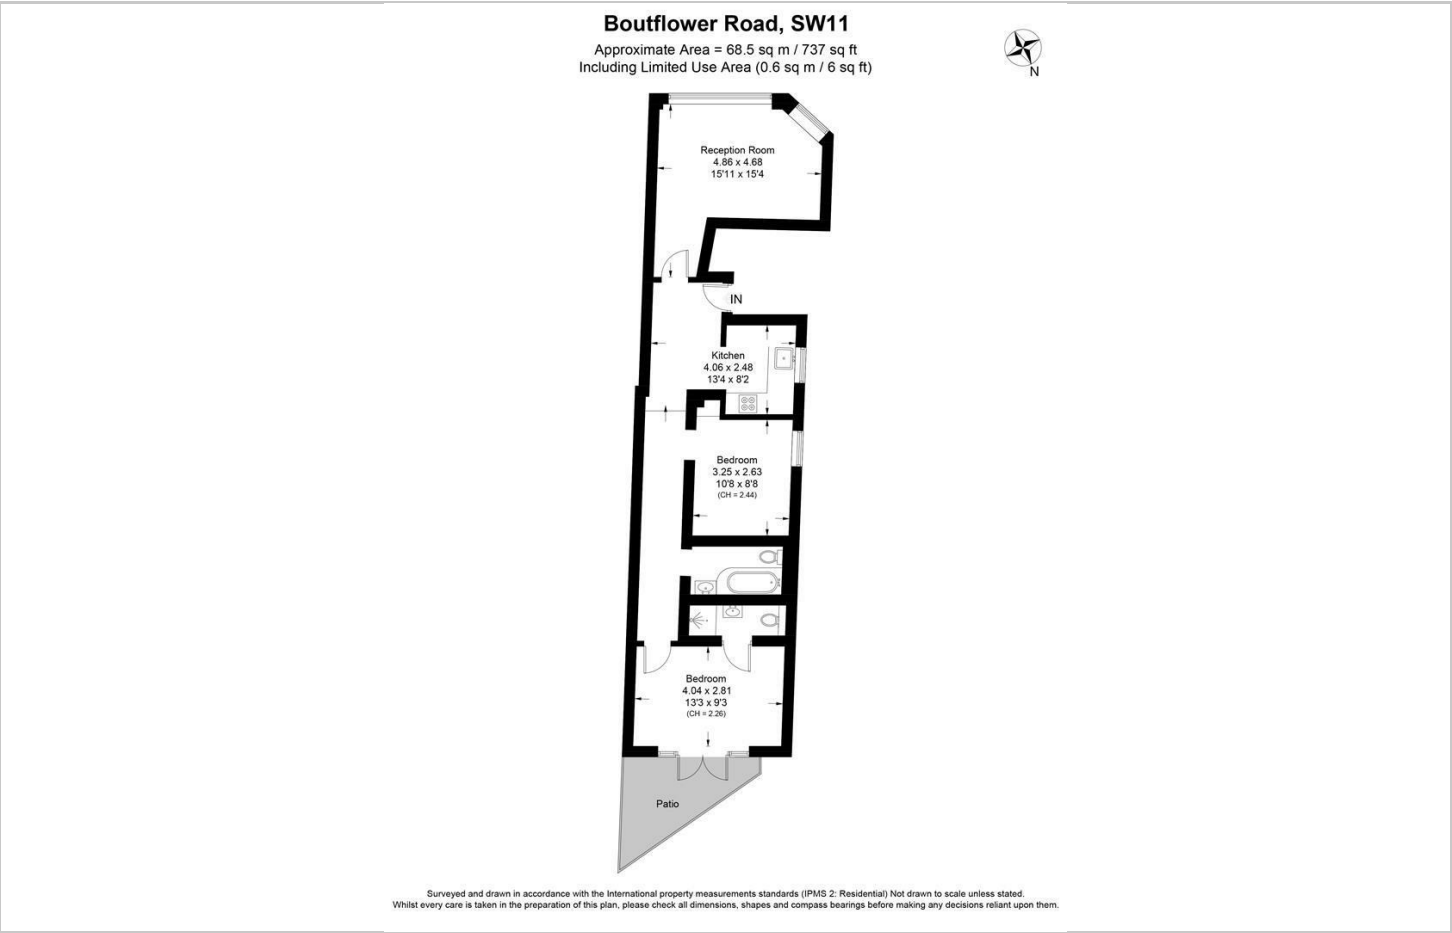 Boutflower Road, SW11
Approximate Area = 68.5 sq m / 737 sq ft
Including Limited Use Area (0.6 sq m / 6 sq ft)
N
Reception Room
4.86 x 4.68
15'11 x 15'4
IN
Kitchen
4.06 x 2.48
13'4 x 8'2
Bedroom
3.25 x 2.63
10'8 x 8'8
(CH = 2.44)
Bedroom
4.04 x 2.81
13'3 x 9'3
(CH = 2.26)
Patio
Surveyed and drawn in accordance with the International property measurements standards (IPMS 2: Residential) Not drawn to scale unless stated.
Whilst every care is taken in the preparation of this plan, please check all dimensions, shapes and compass bearings before making any decisions reliant upon them.